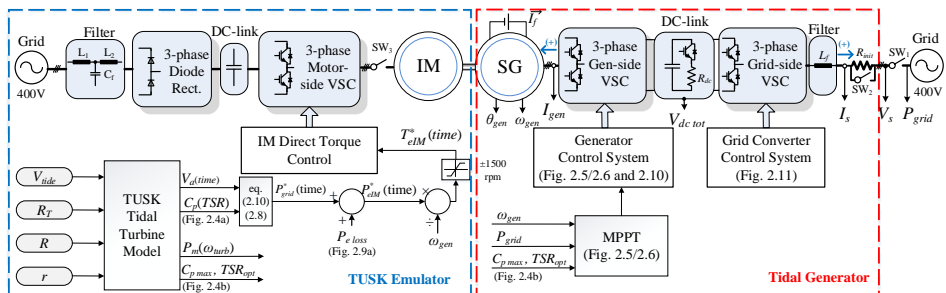 Grid
400V
Filter
L1 L2
Cf
3-phase
Diode
Rect.
DC-link
3-phase
Motor-
side VSC
SW3
IM
IM Direct Torque
Control
T*eIM(time)
±1500
rpm
Vtide
RT
R
r
TUSK
Tidal
Turbine
Model
Va(time)
Cp(TSR)
(Fig. 2.4a)
eq.
(2.10)
(2.8)
P*grid(time)
+
+
Pe loss
(Fig. 2.9a)
P*eIM(time)
×
÷
ωgen
Pm(ωturb)
Cp max, TSRopt
(Fig. 2.4b)
TUSK Emulator
If
SG
(+)
θgen
ωgen
Igen
3-phase
Gen-side
VSC
DC-link
Rdc
Vdc tot
3-phase
Grid-side
VSC
Filter
Lf
(+)
Rinit
SW2
SW1
Is
Vs
Pgrid
Grid
400V
Generator
Control System
(Fig. 2.5/2.6 and 2.10)
Grid Converter
Control System
(Fig. 2.11)
ωgen
Pgrid
Cp max, TSRopt
(Fig. 2.4b)
MPPT
(Fig. 2.5/2.6)
Tidal Generator